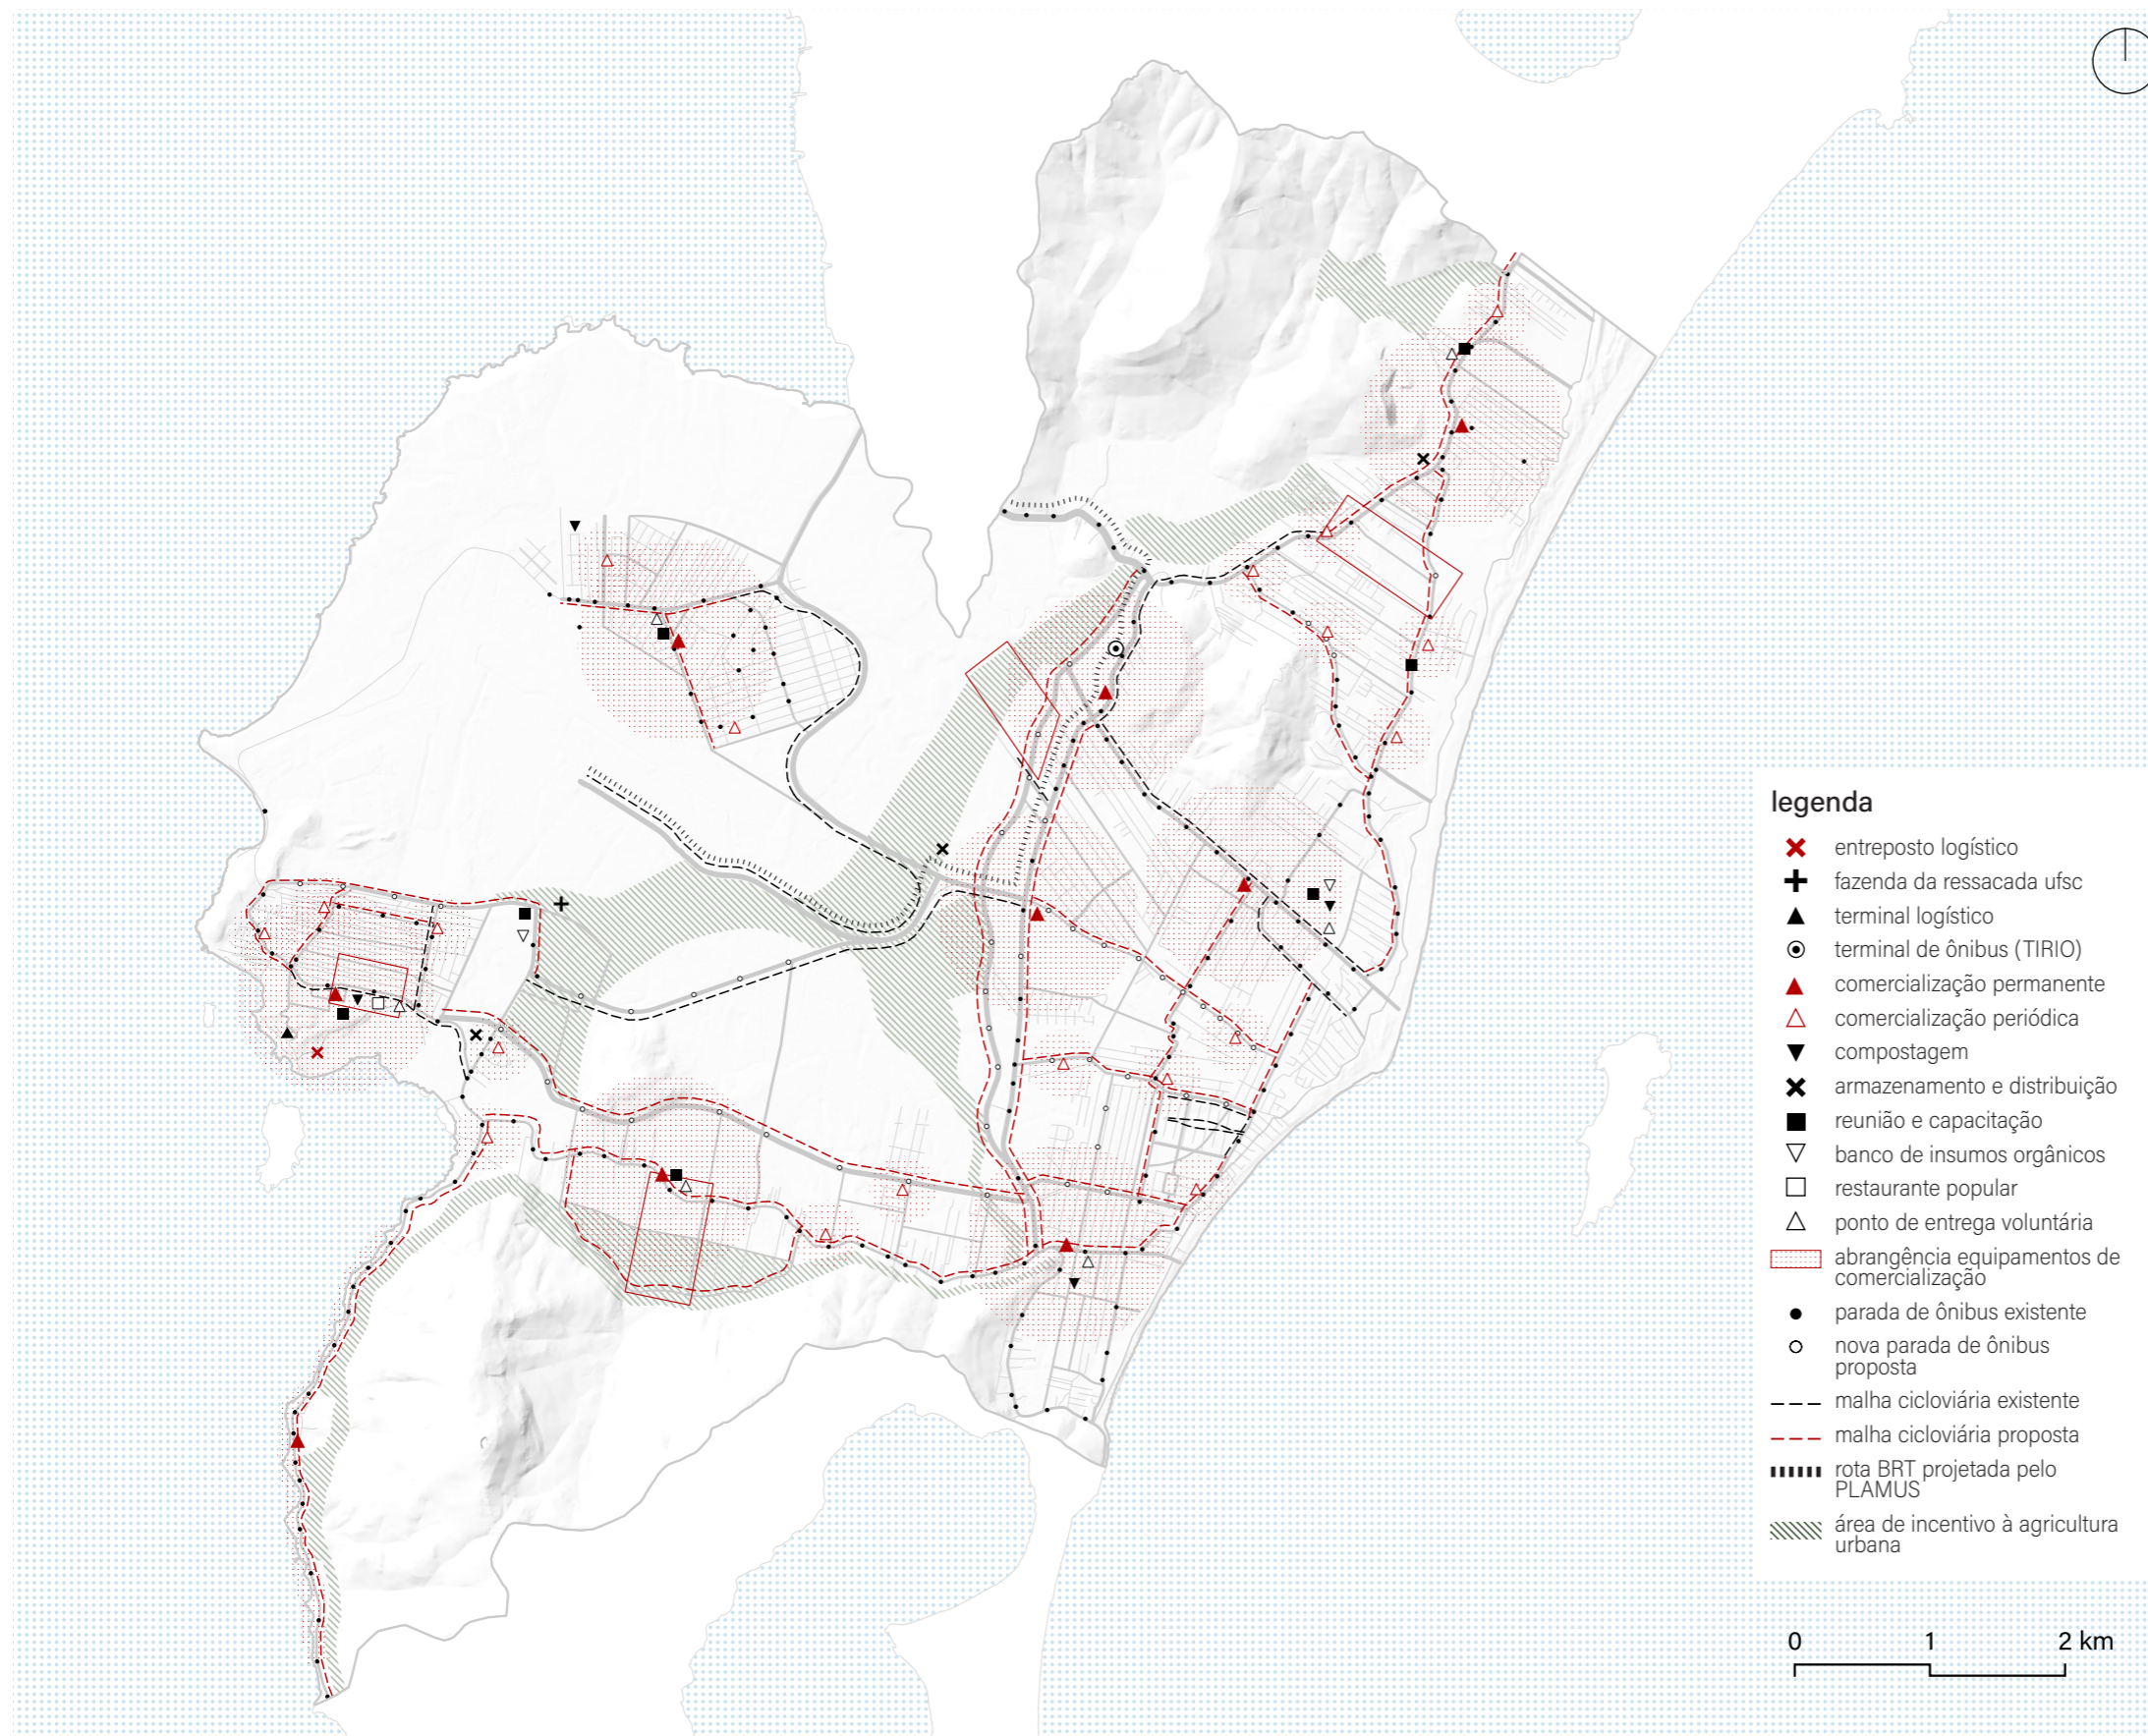 legenda
entreposto logístico
fazenda da ressacada ufsc
terminal logístico
terminal de ônibus (TIRIO)
comercialização permanente
comercialização periódica
compostagem
armazenamento e distribuição
reunião e capacitação
banco de insumos orgânicos
restaurante popular
ponto de entrega voluntária
abrangência equipamentos de
comercialização
parada de ônibus existente
nova parada de ônibus
proposta
malha cicloviária existente
malha cicloviária proposta
rota BRT projetada pelo
PLAMUS
área de incentivo à agricultura
urbana
0 1 2 km